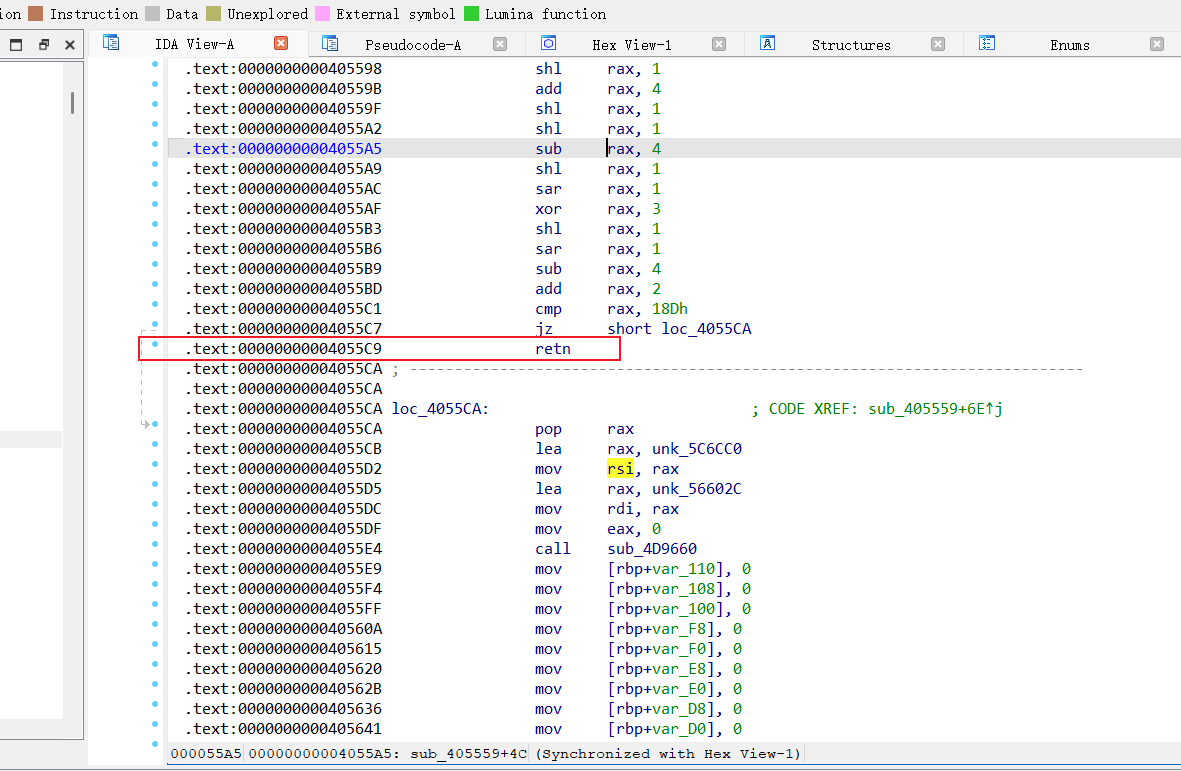 ion Instruction Data Unexplored External symbol Lumina function
IDA View-A Pseudocode-A Hex View-1 Structures Enums
.text:0000000000405598 shl rax, 1
.text:000000000040559B add rax, 4
.text:000000000040559F shl rax, 1
.text:00000000004055A2 shl rax, 1
.text:00000000004055A5 sub rax, 4
.text:00000000004055A9 shl rax, 1
.text:00000000004055AC sar rax, 1
.text:00000000004055AF xor rax, 3
.text:00000000004055B3 shl rax, 1
.text:00000000004055B6 sar rax, 1
.text:00000000004055B9 sub rax, 4
.text:00000000004055BD add rax, 2
.text:00000000004055C1 cmp rax, 18Dh
.text:00000000004055C7 jz short loc_4055CA
.text:00000000004055C9 retn
.text:00000000004055CA ; ---------------------------------------------------------------------------
.text:00000000004055CA
.text:00000000004055CA loc_4055CA: ; CODE XREF: sub_405559+6E↑j
.text:00000000004055CA pop rax
.text:00000000004055CB lea rax, unk_5C6CC0
.text:00000000004055D2 mov rsi, rax
.text:00000000004055D5 lea rax, unk_56602C
.text:00000000004055DC mov rdi, rax
.text:00000000004055DF mov eax, 0
.text:00000000004055E4 call sub_4D9660
.text:00000000004055E9 mov [rbp+var_110], 0
.text:00000000004055F4 mov [rbp+var_108], 0
.text:00000000004055FF mov [rbp+var_100], 0
.text:000000000040560A mov [rbp+var_F8], 0
.text:0000000000405615 mov [rbp+var_F0], 0
.text:0000000000405620 mov [rbp+var_E8], 0
.text:000000000040562B mov [rbp+var_E0], 0
.text:0000000000405636 mov [rbp+var_D8], 0
.text:0000000000405641 mov [rbp+var_D0], 0
000055A5 00000000004055A5: sub_405559+4C (Synchronized with Hex View-1)